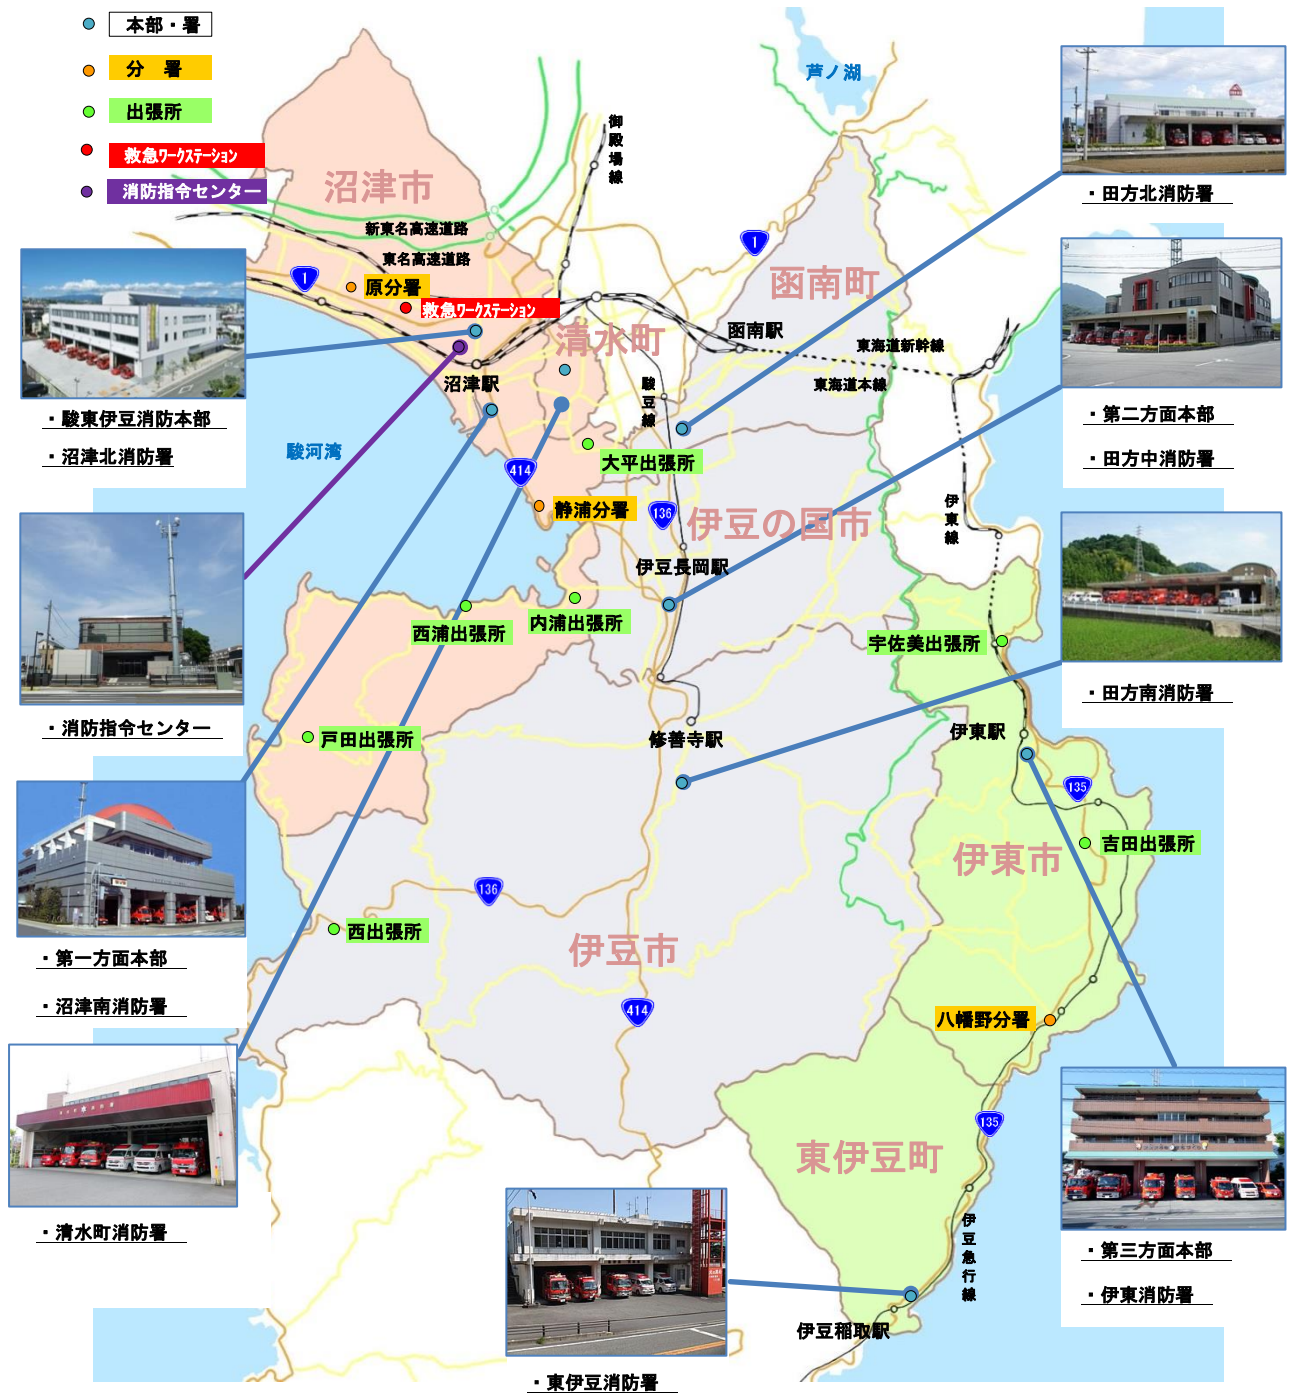 本部・署
分　署
出張所
救急ワークステーション
消防指令センター
芦ノ湖
御殿場線
沼津市
新東名高速道路
東名高速道路
1
1
函南町
原分署
救急ワークステーション
清水町
函南駅
東海道新幹線
東海道本線
沼津駅
駿豆線
駿河湾
大平出張所
414
静浦分署
136
伊豆の国市
伊東線
伊豆長岡駅
内浦出張所
西浦出張所
宇佐美出張所
戸田出張所
修善寺駅
伊東駅
135
伊東市
吉田出張所
136
西出張所
伊豆市
414
八幡野分署
135
東伊豆町
伊豆急行線
伊豆稲取駅
・駿東伊豆消防本部
・沼津北消防署
・消防指令センター
・第一方面本部
・沼津南消防署
・清水町消防署
・東伊豆消防署
・田方北消防署
・第二方面本部
・田方中消防署
・田方南消防署
・第三方面本部
・伊東消防署